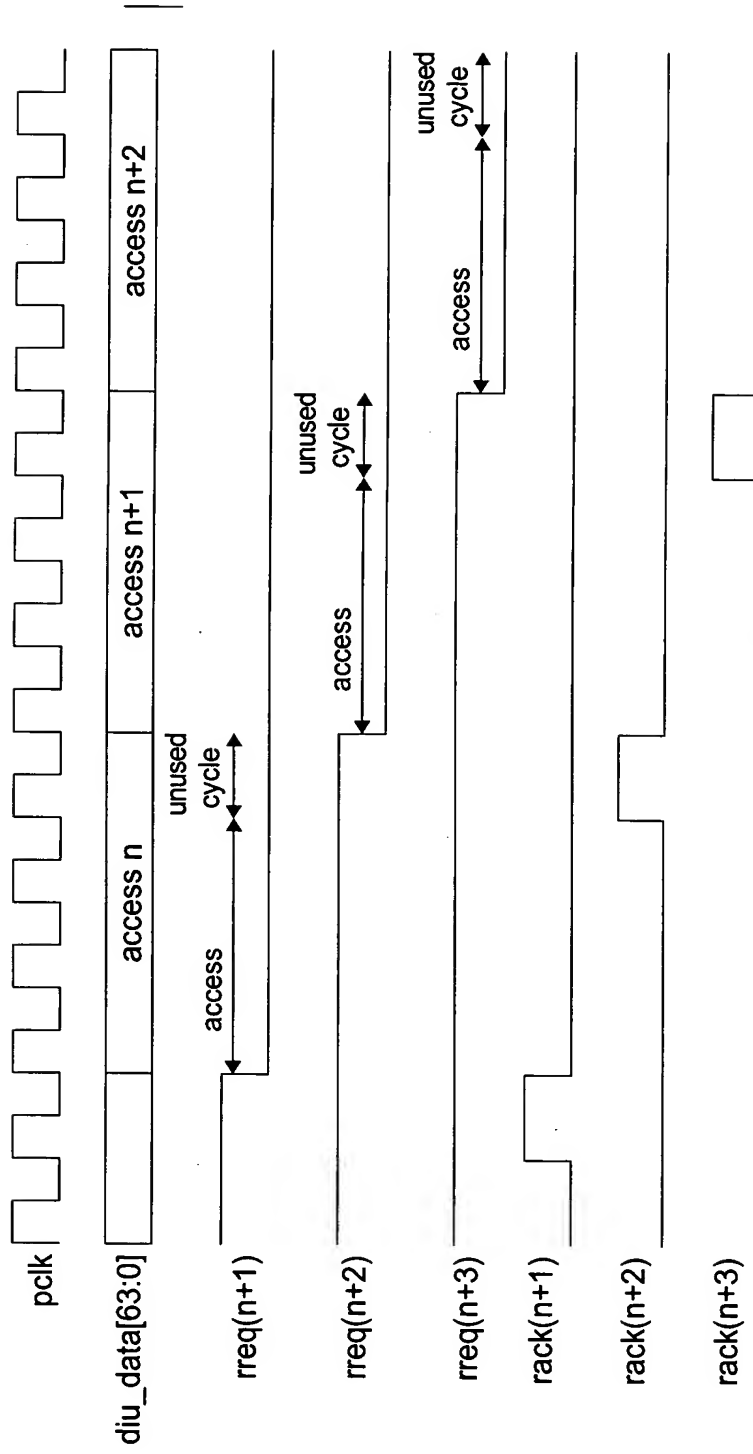 pclk
diu_data[63:0]
access n
access n+1
access n+2
rreq(n+1)
access
unused
cycle
rreq(n+2)
access
unused
cycle
rreq(n+3)
access
unused
cycle
rack(n+1)
rack(n+2)
rack(n+3)